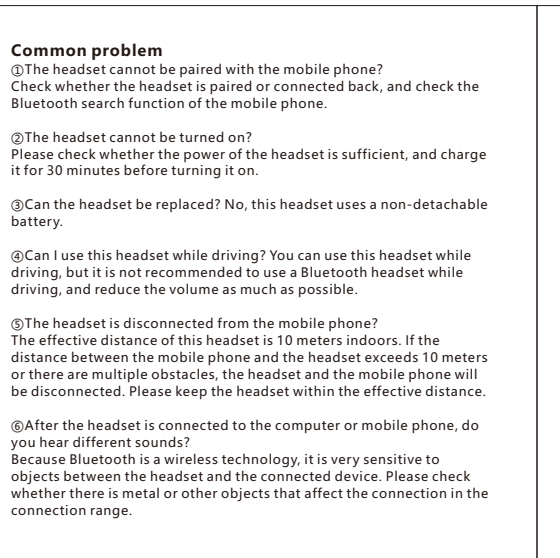 Common problem
①The headset cannot be paired with the mobile phone?
Check whether the headset is paired or connected back, and check the
Bluetooth search function of the mobile phone.
②The headset cannot be turned on?
Please check whether the power of the headset is sufficient, and charge
it for 30 minutes before turning it on.
③Can the headset be replaced? No, this headset uses a non-detachable
battery.
④Can I use this headset while driving? You can use this headset while
driving, but it is not recommended to use a Bluetooth headset while
driving, and reduce the volume as much as possible.
⑤The headset is disconnected from the mobile phone?
The effective distance of this headset is 10 meters indoors. If the
distance between the mobile phone and the headset exceeds 10 meters
or there are multiple obstacles, the headset and the mobile phone will
be disconnected. Please keep the headset within the effective distance.
⑥After the headset is connected to the computer or mobile phone, do
you hear different sounds?
Because Bluetooth is a wireless technology, it is very sensitive to
objects between the headset and the connected device. Please check
whether there is metal or other objects that affect the connection in the
connection range.